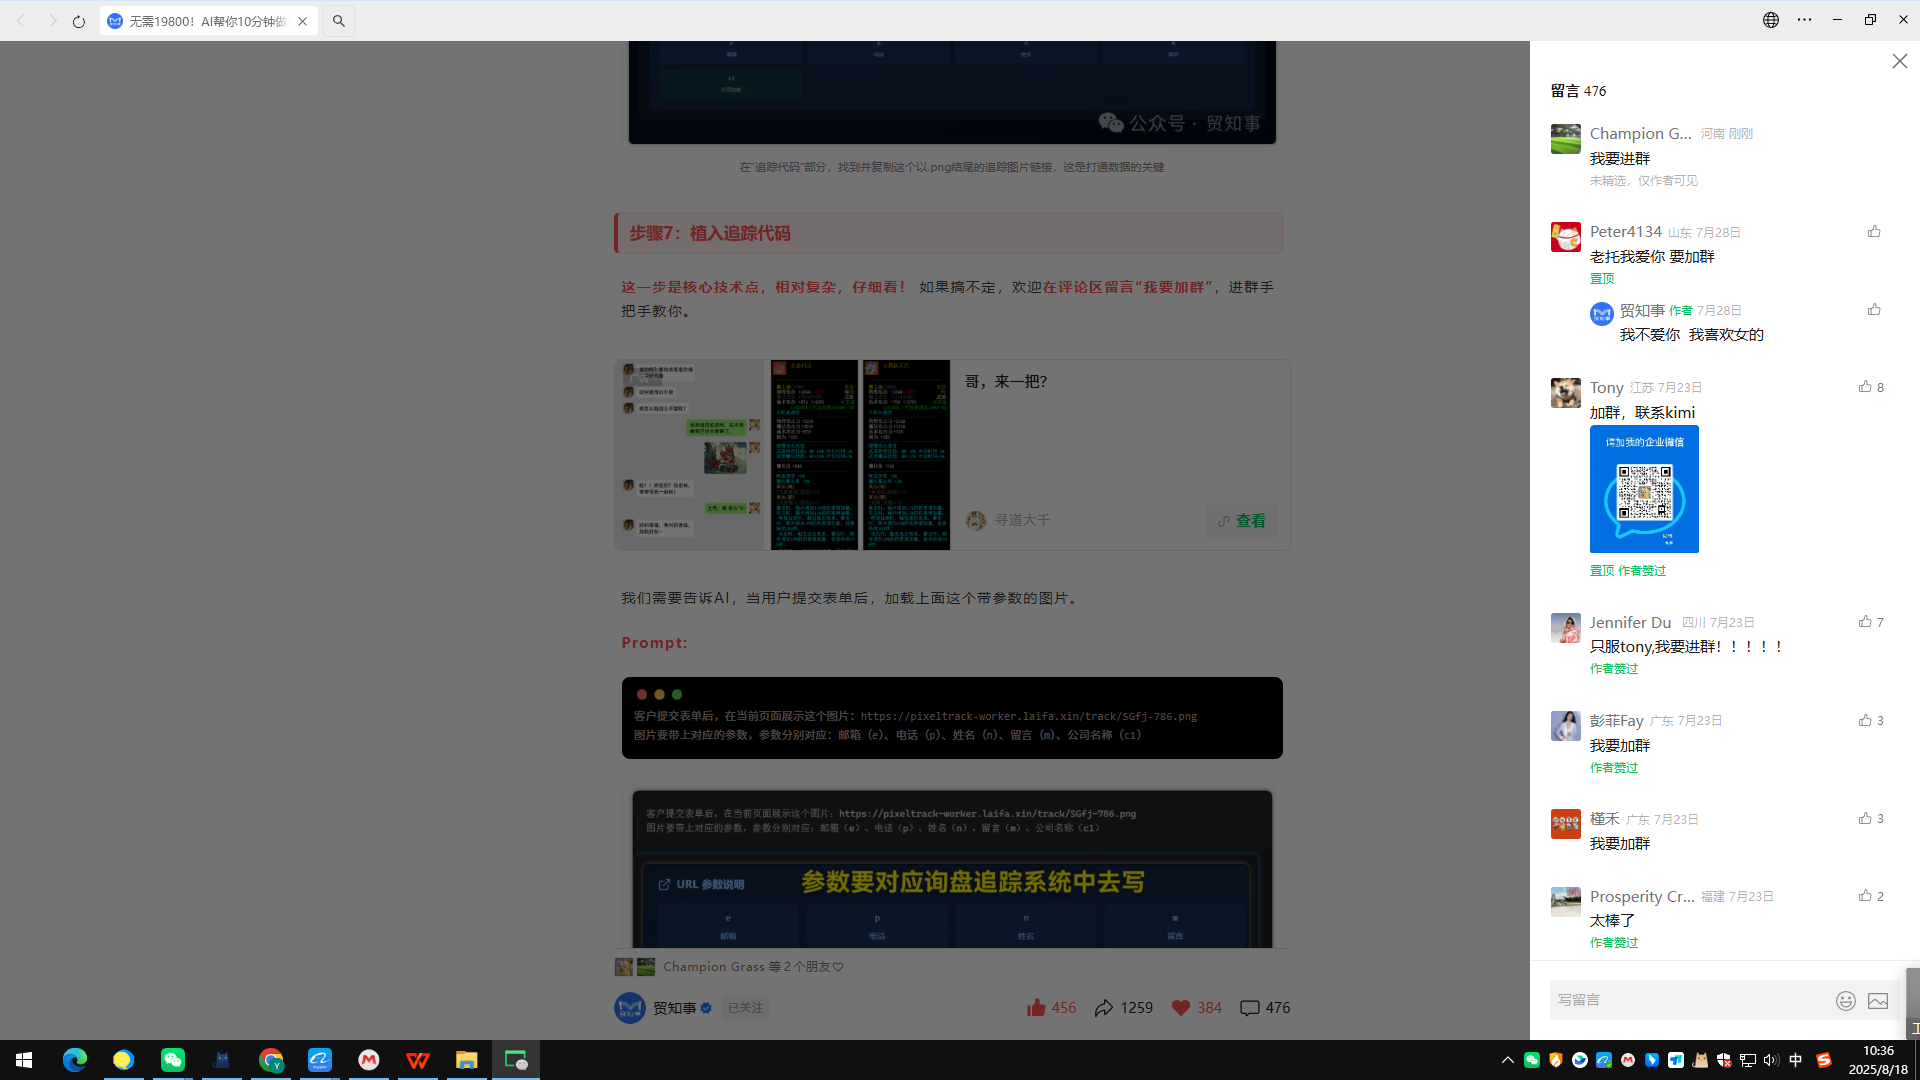 无需19800！AI帮你10分钟做
公众号 · 贸知事
在“追踪代码”部分，找到并复制这个以.png结尾的追踪图片链接，这是打通数据的关键
步骤7：植入追踪代码
这一步是核心技术点，相对复杂，仔细看！ 如果搞不定，欢迎在评论区留言“我要加群”，进群手
把手教你。
哥，来一把？
寻道大千
查看
我们需要告诉AI，当用户提交表单后，加载上面这个带参数的图片。
Prompt:
客户提交表单后，在当前页面展示这个图片：https://pixeltrack-worker.laifa.xin/track/SGfj-786.png
图片要带上对应的参数，参数分别对应：邮箱（e）、电话（p）、姓名（n）、留言（m）、公司名称（c1）
客户提交表单后，在当前页面展示这个图片：https://pixeltrack-worker.laifa.xin/track/SGfj-786.png
图片要带上对应的参数，参数分别对应：邮箱（e）、电话（p）、姓名（n）、留言（m）、公司名称（c1）
URL 参数说明
参数要对应询盘追踪系统中去写
e p n m
邮箱 电话 姓名 留言
Champion Grass 等2个朋友
贸知事 已关注 456 1259 384 476
留言 476
Champion G... 河南 刚刚
我要进群
未精选，仅作者可见
Peter4134 山东 7月28日
老托我爱你 要加群
置顶
贸知事 作者 7月28日
我不爱你 我喜欢女的
Tony 江苏 7月23日 8
加群，联系kimi
请加我的企业微信
置顶 作者赞过
Jennifer Du 四川 7月23日 7
只服tony,我要进群！！！！！
作者赞过
彭菲Fay 广东 7月23日 3
我要加群
作者赞过
槿禾 广东 7月23日 3
我要加群
Prosperity Cr... 福建 7月23日 2
太棒了
作者赞过
写留言
中
10:36
2025/8/18